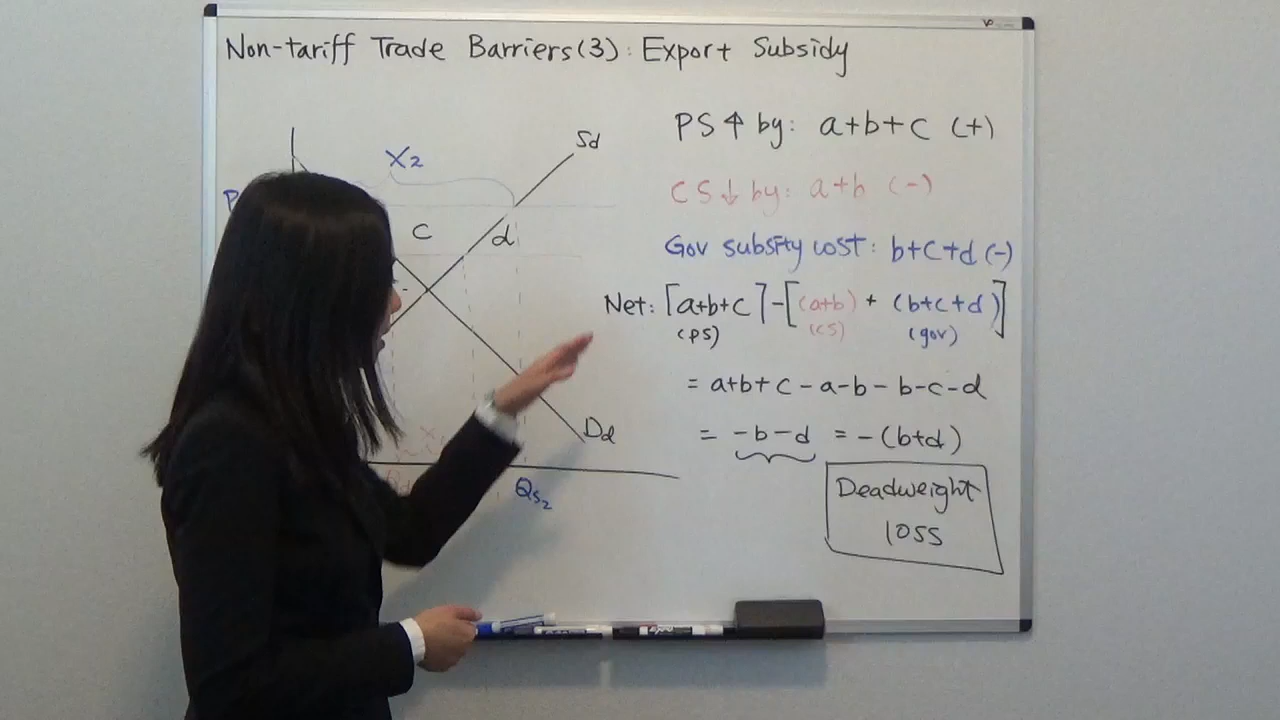 Non-tariff Trade Barriers(3): Export Subsidy
PS↑ by: a+b+c (+)
CS↓ by: a+b (-)
Gov subsity cost: b+c+d (-)
Net: [a+b+c]-[(a+b) + (b+c+d)]
(PS) (CS) (gov)
= a+b+c-a-b-b-c-d
= -b-d = -(b+d)
Deadweight
loss
X2
Sd
P
c
d
Dd
Qs2